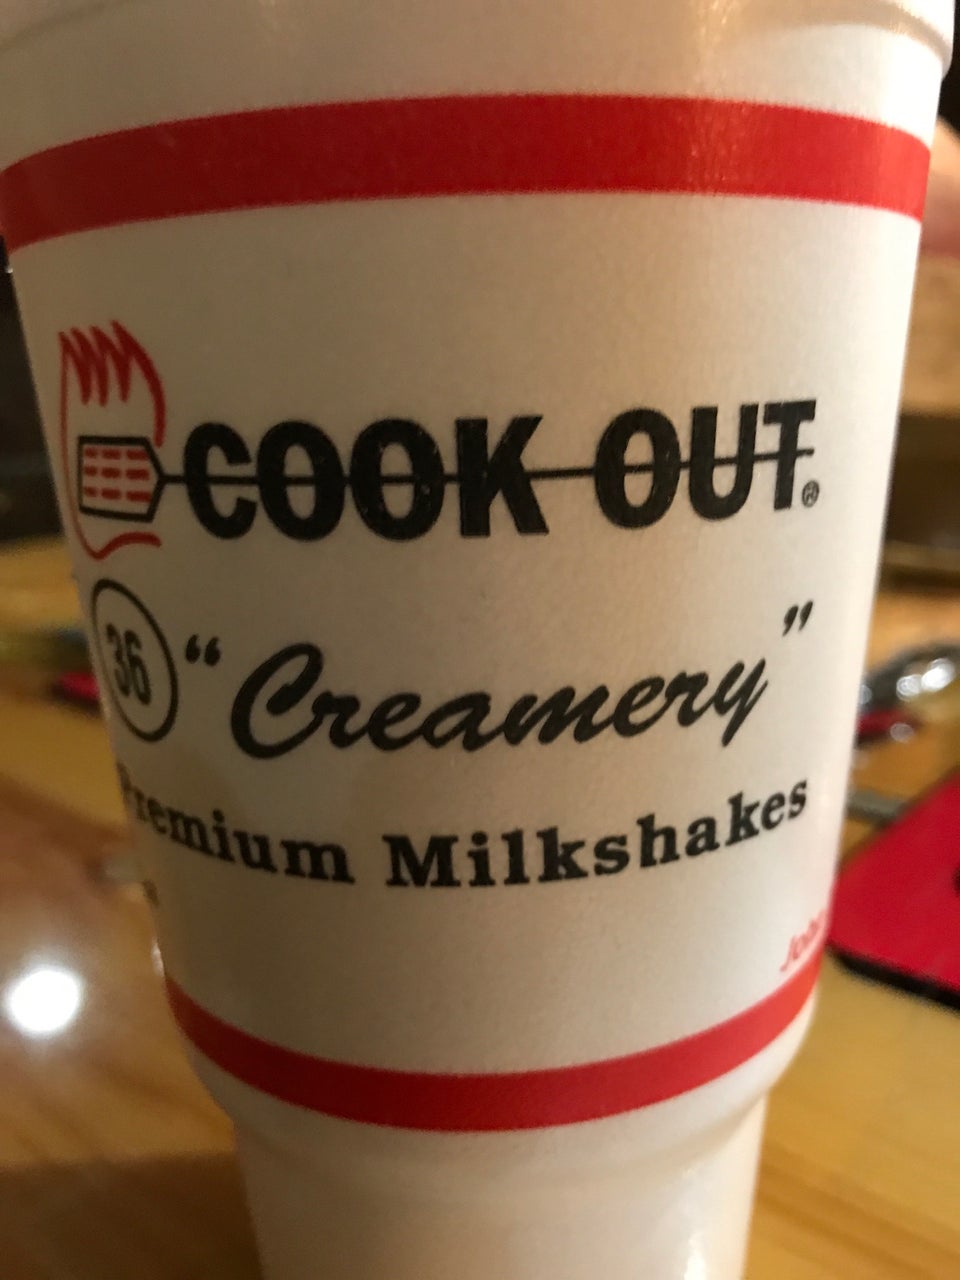 COOK OUT®
36 “Creamery”
Premium Milkshakes